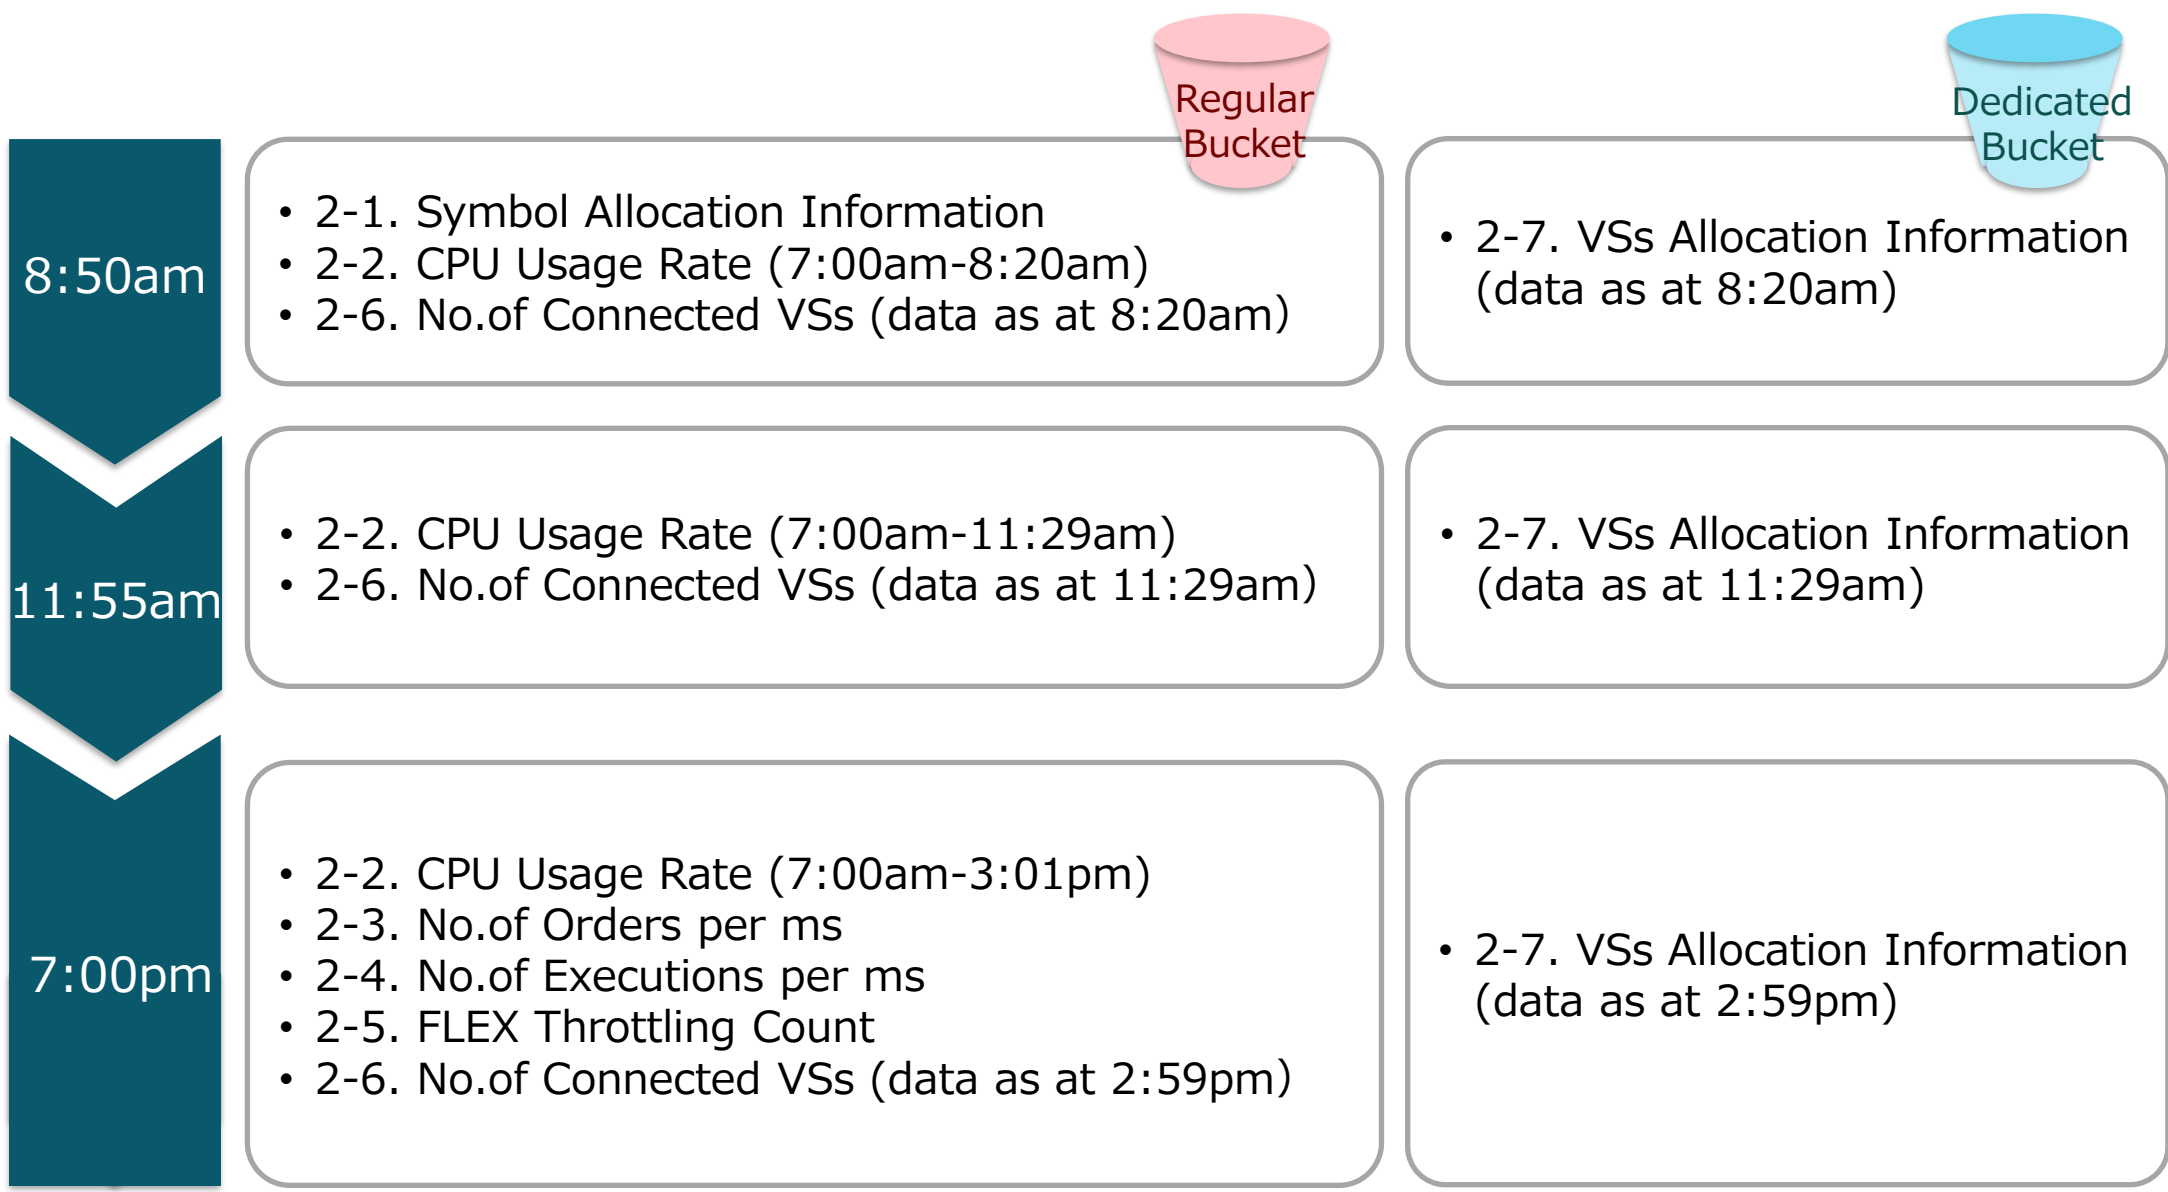 Regular
Bucket
Dedicated
Bucket
8:50am
• 2-1. Symbol Allocation Information
• 2-2. CPU Usage Rate (7:00am-8:20am)
• 2-6. No.of Connected VSs (data as at 8:20am)
• 2-7. VSs Allocation Information
(data as at 8:20am)
11:55am
• 2-2. CPU Usage Rate (7:00am-11:29am)
• 2-6. No.of Connected VSs (data as at 11:29am)
• 2-7. VSs Allocation Information
(data as at 11:29am)
7:00pm
• 2-2. CPU Usage Rate (7:00am-3:01pm)
• 2-3. No.of Orders per ms
• 2-4. No.of Executions per ms
• 2-5. FLEX Throttling Count
• 2-6. No.of Connected VSs (data as at 2:59pm)
• 2-7. VSs Allocation Information
(data as at 2:59pm)